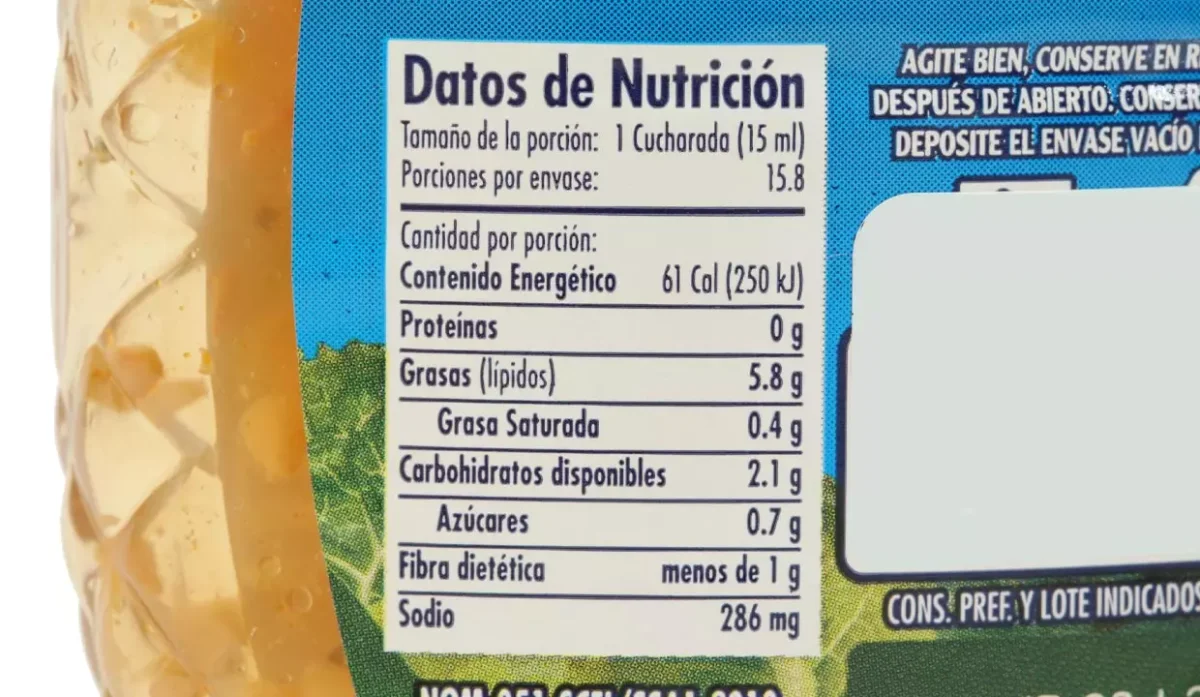 Datos de Nutrición
Tamaño de la porción: 1 Cucharada (15 ml)
Porciones por envase: 15.8
Cantidad por porción:
Contenido Energético 61 Cal (250 kJ)
Proteínas 0 g
Grasas (lípidos) 5.8 g
Grasa Saturada 0.4 g
Carbohidratos disponibles 2.1 g
Azúcares 0.7 g
Fibra dietética menos de 1 g
Sodio 286 mg
AGITE BIEN, CONSERVE EN R
DESPUÉS DE ABIERTO. CONSER
DEPOSITE EL ENVASE VACÍO
CONS. PREF. Y LOTE INDICADOS